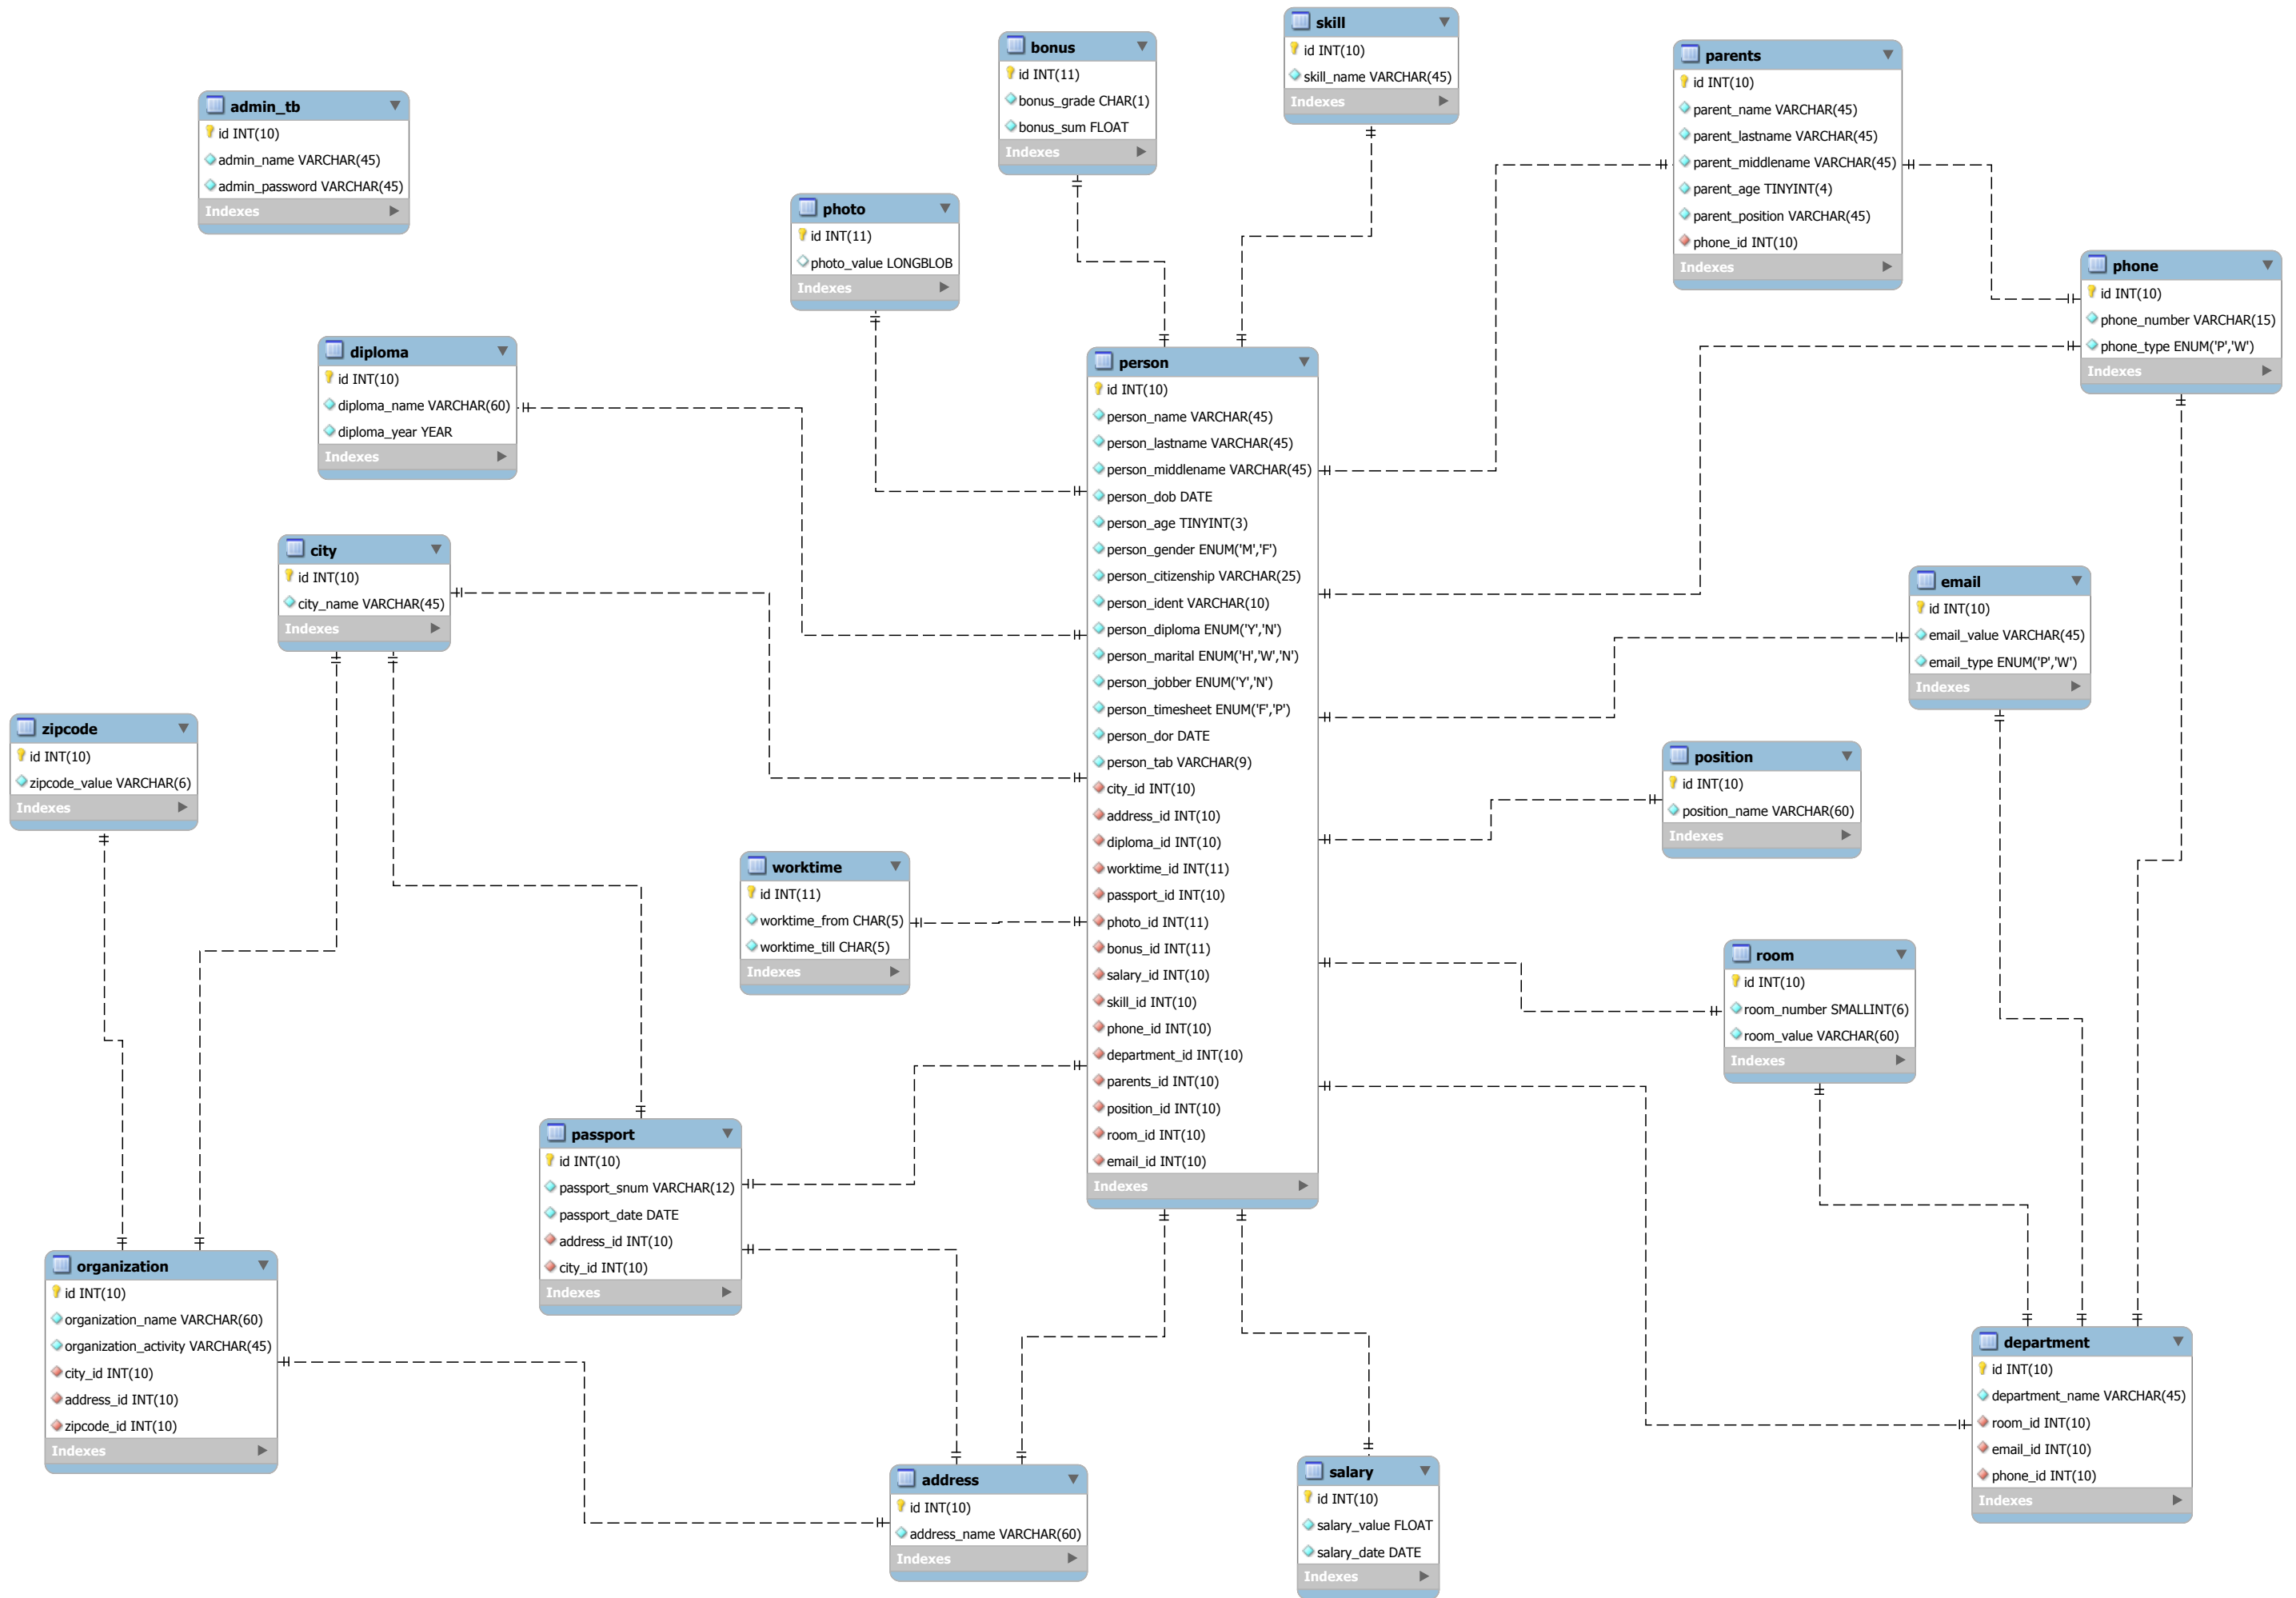 admin_tb
id INT(10)
admin_name VARCHAR(45)
admin_password VARCHAR(45)
Indexes
bonus
id INT(11)
bonus_grade CHAR(1)
bonus_sum FLOAT
Indexes
skill
id INT(10)
skill_name VARCHAR(45)
Indexes
parents
id INT(10)
parent_name VARCHAR(45)
parent_lastname VARCHAR(45)
parent_middlename VARCHAR(45)
parent_age TINYINT(4)
parent_position VARCHAR(45)
phone_id INT(10)
Indexes
photo
id INT(11)
photo_value LONGBLOB
Indexes
phone
id INT(10)
phone_number VARCHAR(15)
phone_type ENUM('P','W')
Indexes
diploma
id INT(10)
diploma_name VARCHAR(60)
diploma_year YEAR
Indexes
person
id INT(10)
person_name VARCHAR(45)
person_lastname VARCHAR(45)
person_middlename VARCHAR(45)
person_dob DATE
person_age TINYINT(3)
person_gender ENUM('M','F')
person_citizenship VARCHAR(25)
person_ident VARCHAR(10)
person_diploma ENUM('Y','N')
person_marital ENUM('H','W','N')
person_jobber ENUM('Y','N')
person_timesheet ENUM('F','P')
person_dor DATE
person_tab VARCHAR(9)
city_id INT(10)
address_id INT(10)
diploma_id INT(10)
worktime_id INT(11)
passport_id INT(10)
photo_id INT(11)
bonus_id INT(11)
salary_id INT(10)
skill_id INT(10)
phone_id INT(10)
department_id INT(10)
parents_id INT(10)
position_id INT(10)
room_id INT(10)
email_id INT(10)
Indexes
city
id INT(10)
city_name VARCHAR(45)
Indexes
email
id INT(10)
email_value VARCHAR(45)
email_type ENUM('P','W')
Indexes
zipcode
id INT(10)
zipcode_value VARCHAR(6)
Indexes
position
id INT(10)
position_name VARCHAR(60)
Indexes
worktime
id INT(11)
worktime_from CHAR(5)
worktime_till CHAR(5)
Indexes
room
id INT(10)
room_number SMALLINT(6)
room_value VARCHAR(60)
Indexes
passport
id INT(10)
passport_snum VARCHAR(12)
passport_date DATE
address_id INT(10)
city_id INT(10)
Indexes
organization
id INT(10)
organization_name VARCHAR(60)
organization_activity VARCHAR(45)
city_id INT(10)
address_id INT(10)
zipcode_id INT(10)
Indexes
department
id INT(10)
department_name VARCHAR(45)
room_id INT(10)
email_id INT(10)
phone_id INT(10)
Indexes
address
id INT(10)
address_name VARCHAR(60)
Indexes
salary
id INT(10)
salary_value FLOAT
salary_date DATE
Indexes